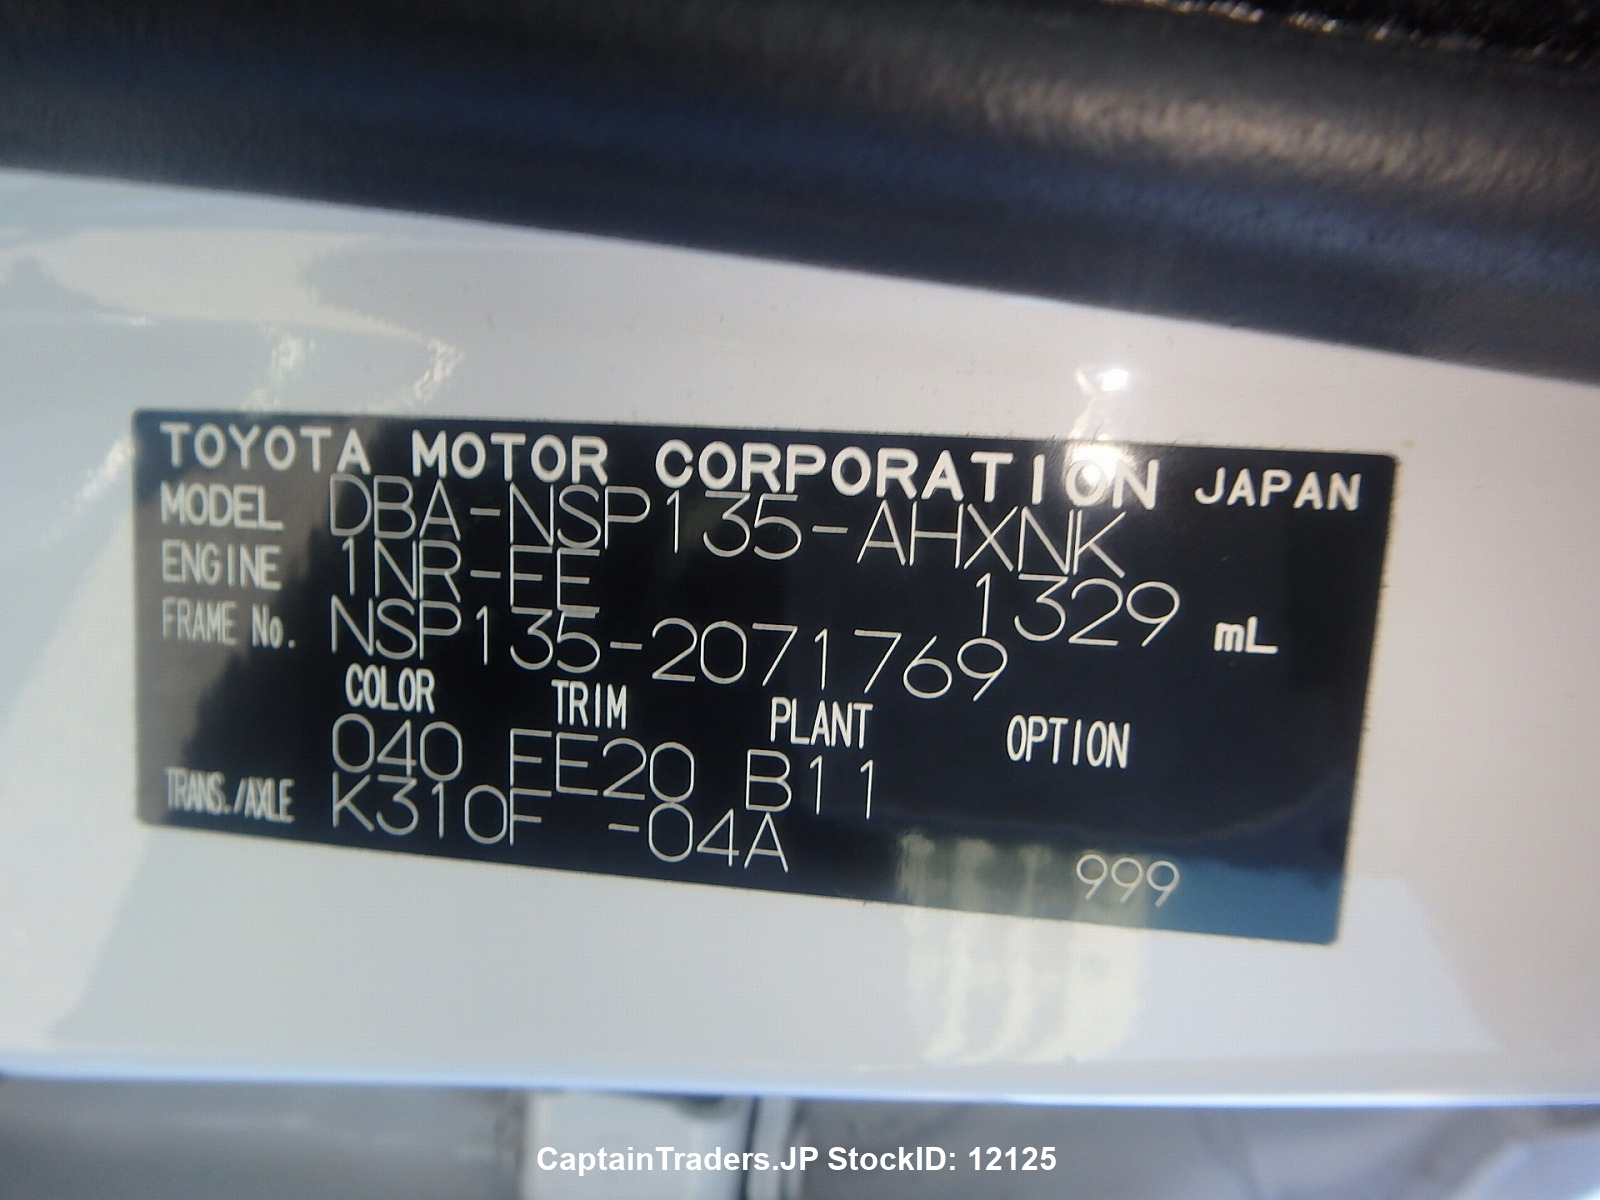 TOYOTA MOTOR CORPORATION JAPAN
MODEL DBA-NSP135-AHXNK
ENGINE 1NR-FE 1329 mL
FRAME No. NSP135-2071769
COLOR TRIM PLANT OPTION
040 FE20 B11
TRANS./AXLE K310F -04A
999
CaptainTraders.JP StockID: 12125